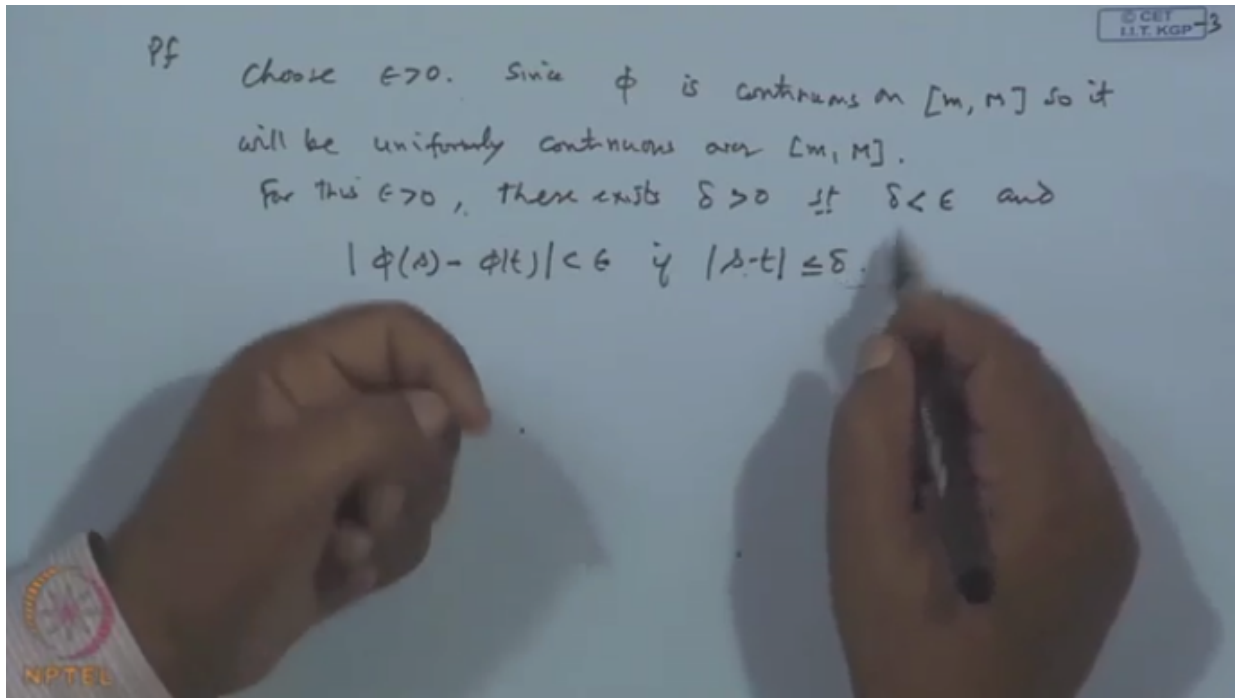 © CET
I.I.T. KGP -3
Pf
Choose ε>0. Since ϕ is continuous on [m, M] so it
will be uniformly continuous over [m, M].
For this ε>0, there exists δ>0 st δ<ε and
|ϕ(s) - ϕ(t)| < ε if |s-t| ≤ δ.
NPTEL